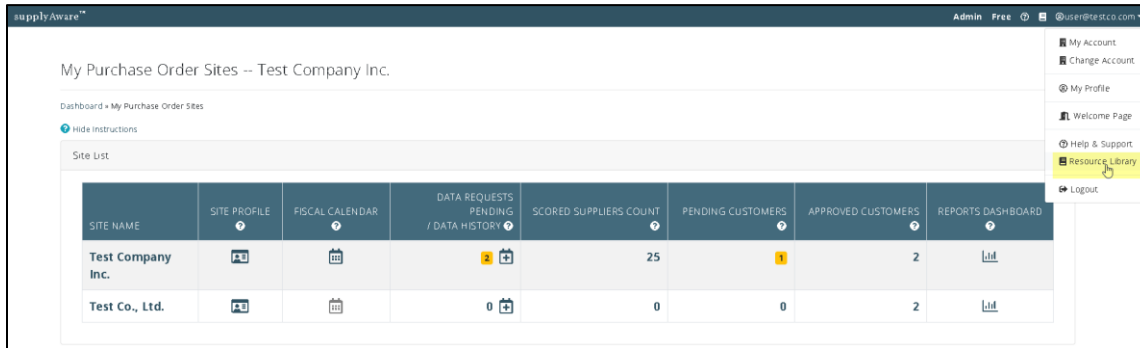 supplyAware™
Admin Free user@testco.com
My Account
Change Account
My Profile
Welcome Page
Help & Support
Resource Library
Logout
My Purchase Order Sites -- Test Company Inc.
Dashboard » My Purchase Order Sites
Hide Instructions
Site List
SITE NAME SITE PROFILE FISCAL CALENDAR DATA REQUESTS PENDING / DATA HISTORY SCORED SUPPLIERS COUNT PENDING CUSTOMERS APPROVED CUSTOMERS REPORTS DASHBOARD
Test Company Inc. 2 25 1 2
Test Co., Ltd. 0 0 0 2